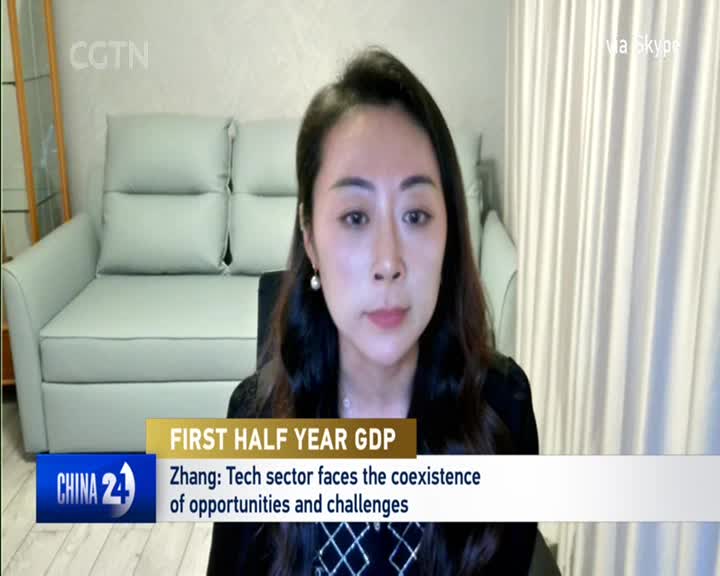 CGTN
via Skype
FIRST HALF YEAR GDP
CHINA 24
Zhang: Tech sector faces the coexistence
of opportunities and challenges